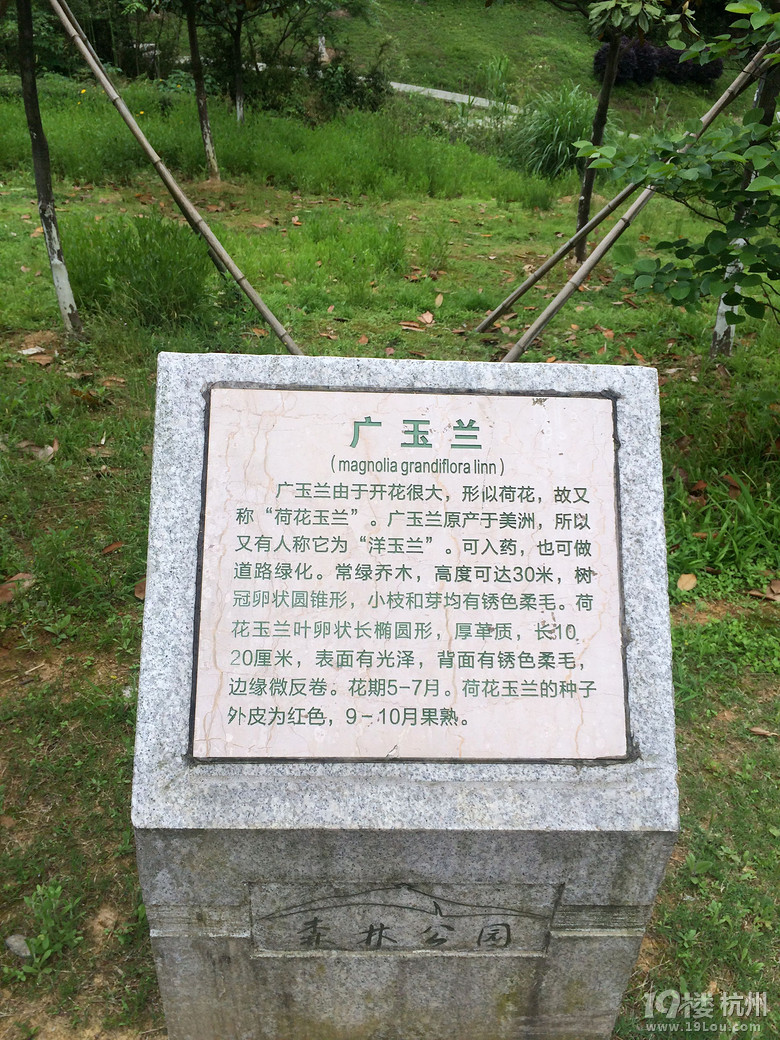 广玉兰
(magnolia grandiflora linn)
广玉兰由于开花很大，形似荷花，故又
称“荷花玉兰”。广玉兰原产于美洲，所以
又有人称它为“洋玉兰”。可入药，也可做
道路绿化。常绿乔木，高度可达30米，树
冠卵状圆锥形，小枝和芽均有锈色柔毛。荷
花玉兰叶卵状长椭圆形，厚革质，长10
20厘米，表面有光泽，背面有锈色柔毛，
边缘微反卷。花期5-7月。荷花玉兰的种子
外皮为红色，9-10月果熟。
森林公园
19楼 杭州
www.19Lou.com